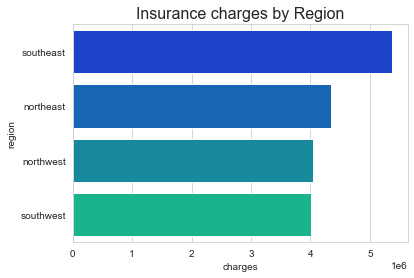 Insurance charges by Region
southeast
northeast
northwest
southwest
region
0 1 2 3 4 5
1e6
charges